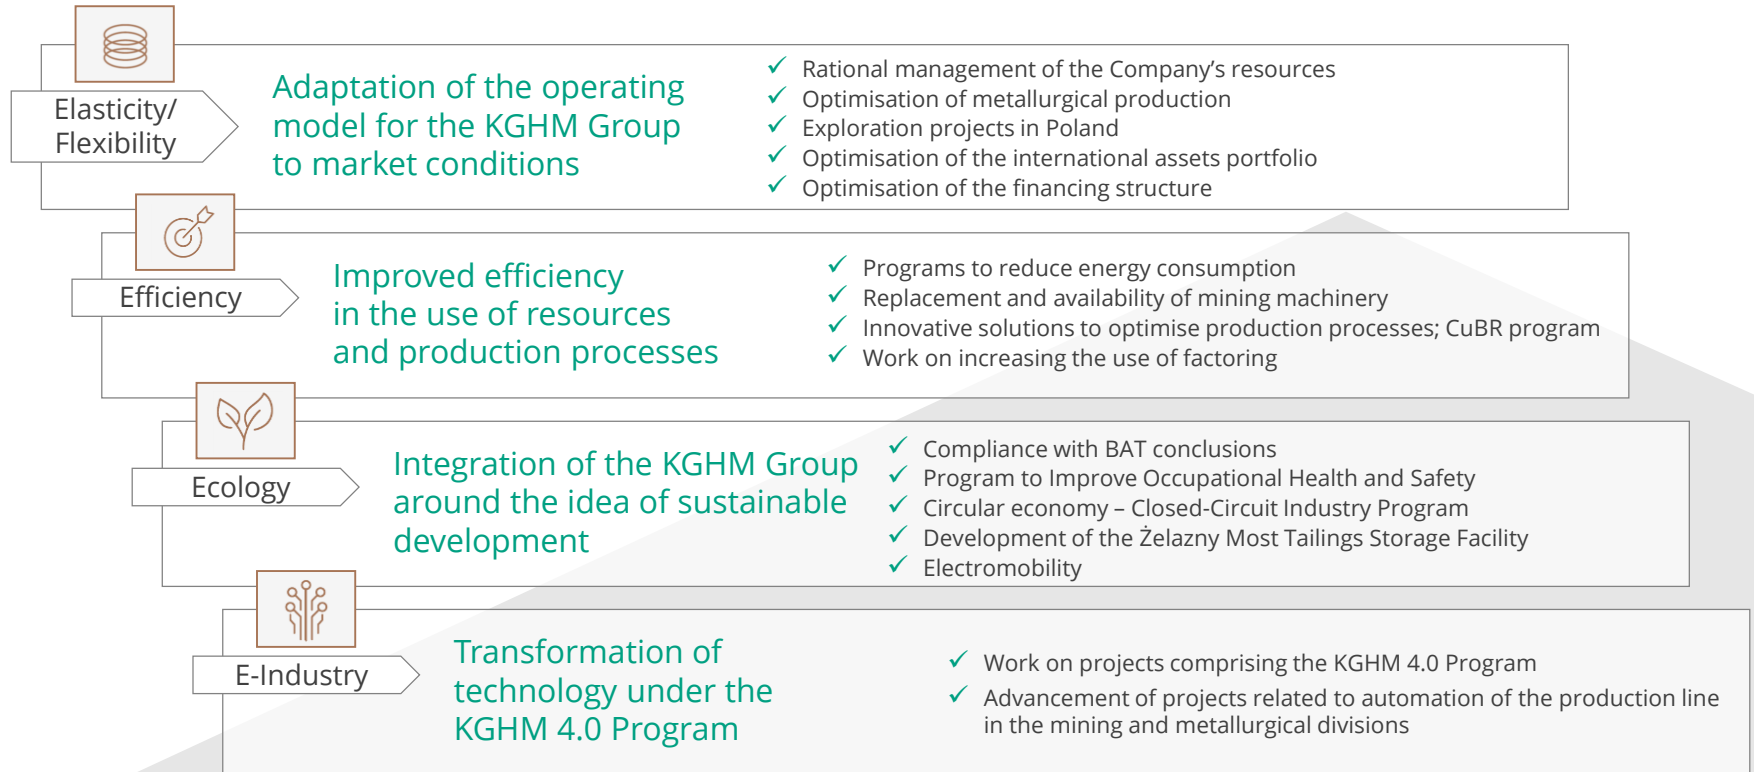 Elasticity/
Flexibility
Adaptation of the operating
model for the KGHM Group
to market conditions
Rational management of the Company’s resources
Optimisation of metallurgical production
Exploration projects in Poland
Optimisation of the international assets portfolio
Optimisation of the financing structure
Efficiency
Improved efficiency
in the use of resources
and production processes
Programs to reduce energy consumption
Replacement and availability of mining machinery
Innovative solutions to optimise production processes; CuBR program
Work on increasing the use of factoring
Ecology
Integration of the KGHM Group
around the idea of sustainable
development
Compliance with BAT conclusions
Program to Improve Occupational Health and Safety
Circular economy – Closed-Circuit Industry Program
Development of the Żelazny Most Tailings Storage Facility
Electromobility
E-Industry
Transformation of
technology under the
KGHM 4.0 Program
Work on projects comprising the KGHM 4.0 Program
Advancement of projects related to automation of the production line
in the mining and metallurgical divisions